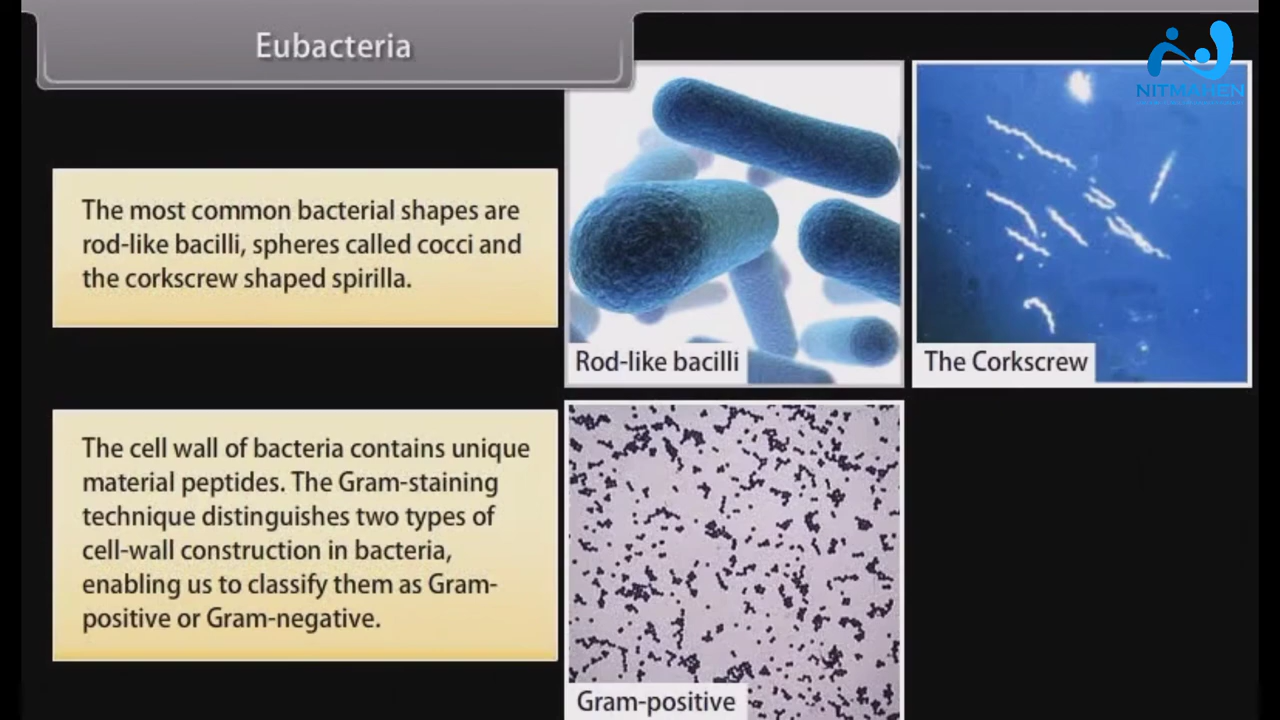 Eubacteria
NITMAHEN
The most common bacterial shapes are
rod-like bacilli, spheres called cocci and
the corkscrew shaped spirilla.
Rod-like bacilli
The Corkscrew
The cell wall of bacteria contains unique
material peptides. The Gram-staining
technique distinguishes two types of
cell-wall construction in bacteria,
enabling us to classify them as Gram-
positive or Gram-negative.
Gram-positive